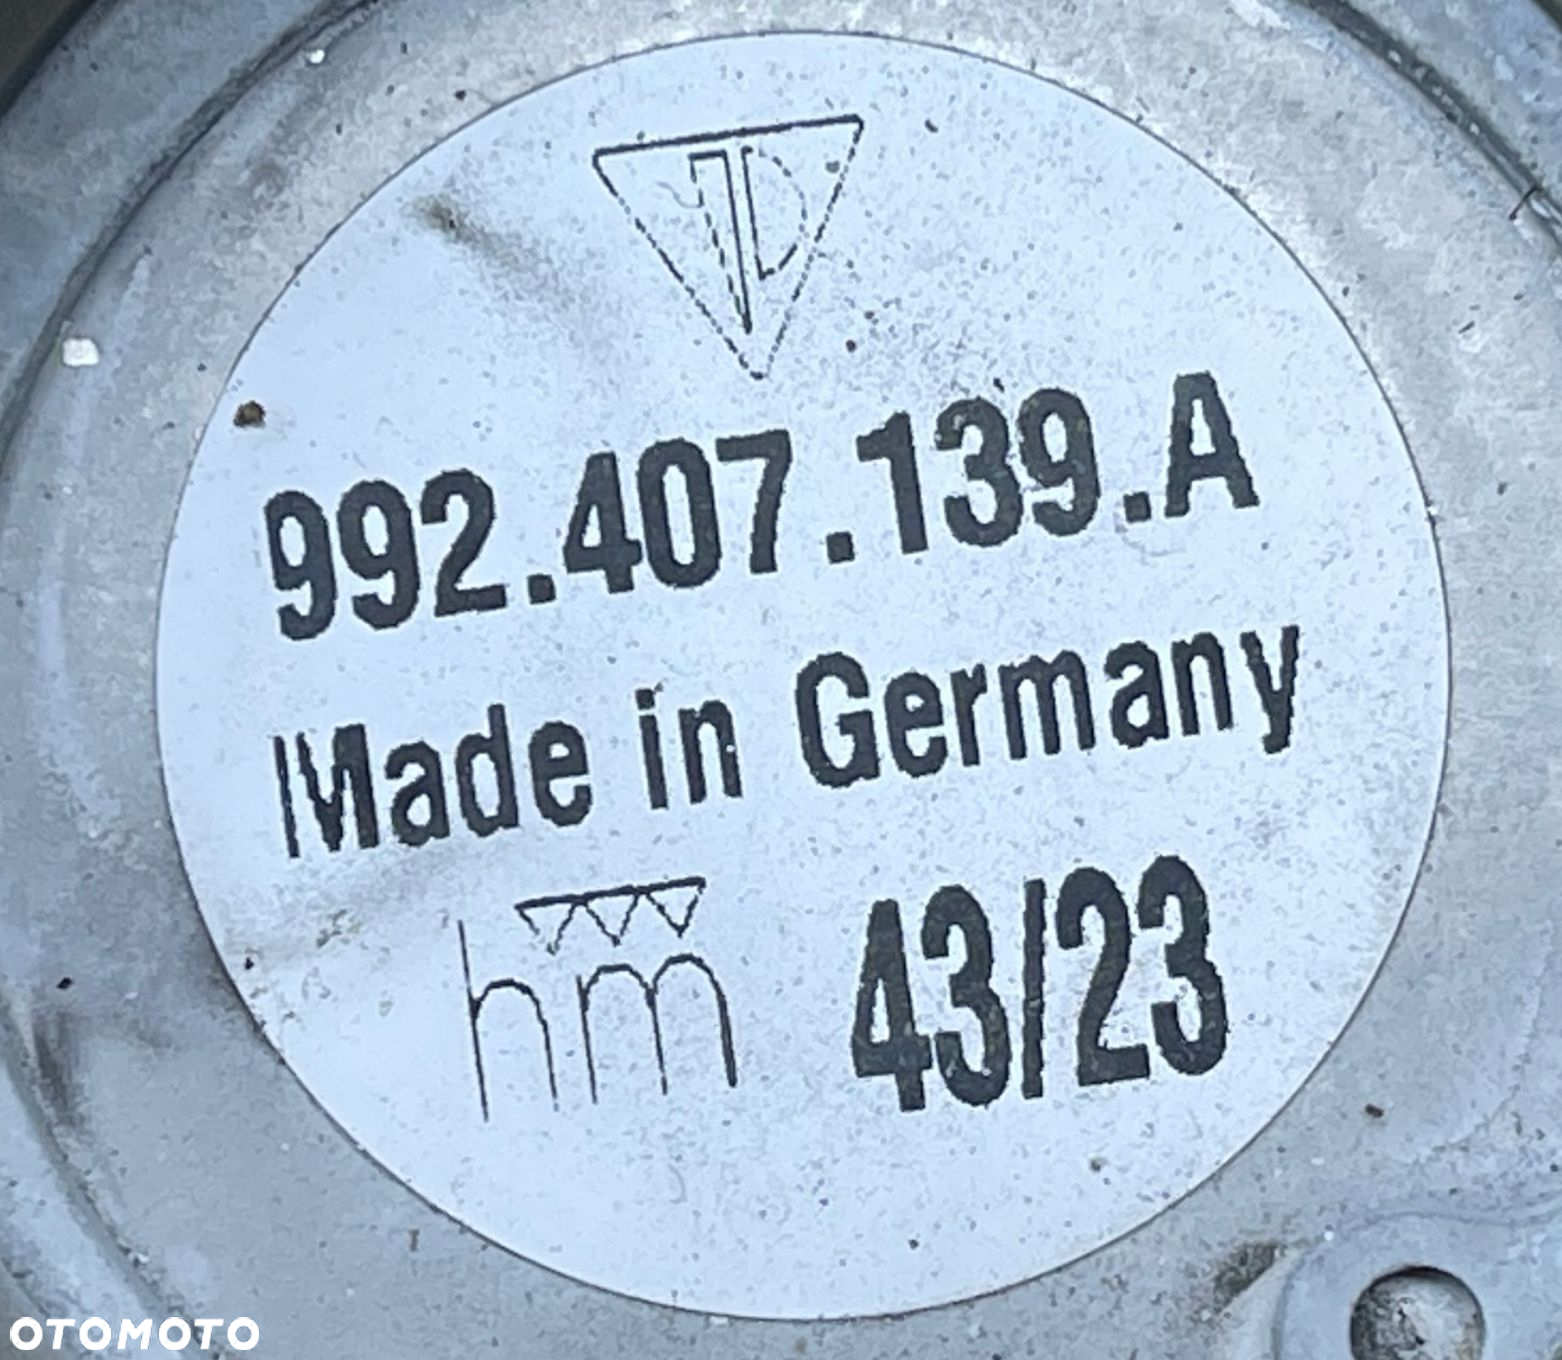 992.407.139.A
Made in Germany
hm 43/23
OTOMOTO